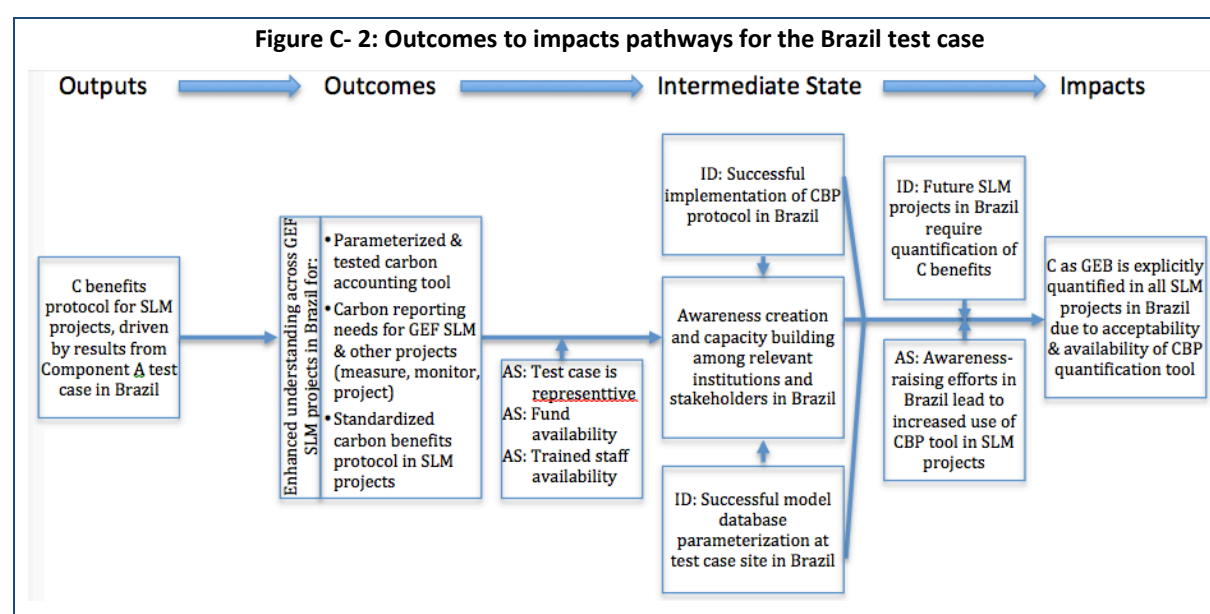 Figure C- 2: Outcomes to impacts pathways for the Brazil test case
Outputs
Outcomes
Intermediate State
Impacts
C benefits
protocol for SLM
projects, driven
by results from
Component A test
case in Brazil
Enhanced understanding across GEF
SLM projects in Brazil for:
•Parameterized &
tested carbon
accounting tool
•Carbon reporting
needs for GEF SLM
& other projects
(measure, monitor,
project)
•Standardized
carbon benefits
protocol in SLM
projects
AS: Test case is
representtive
AS: Fund
availability
AS: Trained staff
availability
ID: Successful
implementation of CBP
protocol in Brazil
Awareness creation
and capacity building
among relevant
institutions and
stakeholders in Brazil
ID: Successful model
database
parameterization at
test case site in Brazil
ID: Future SLM
projects in Brazil
require
quantification of
C benefits
AS: Awareness-
raising efforts in
Brazil lead to
increased use of
CBP tool in SLM
projects
C as GEB is explicitly
quantified in all SLM
projects in Brazil
due to acceptability
& availability of CBP
quantification tool